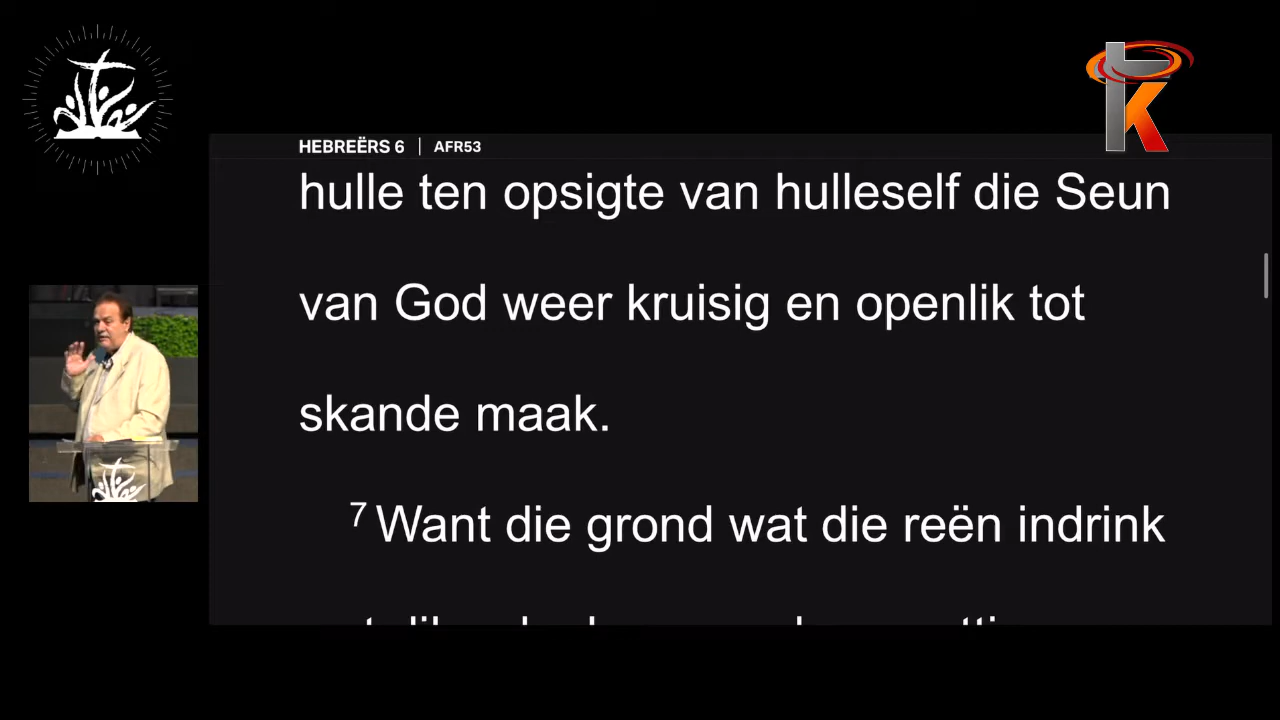 HEBREËRS 6 | AFR53
hulle ten opsigte van hulleself die Seun
van God weer kruisig en openlik tot
skande maak.
7 Want die grond wat die reën indrink